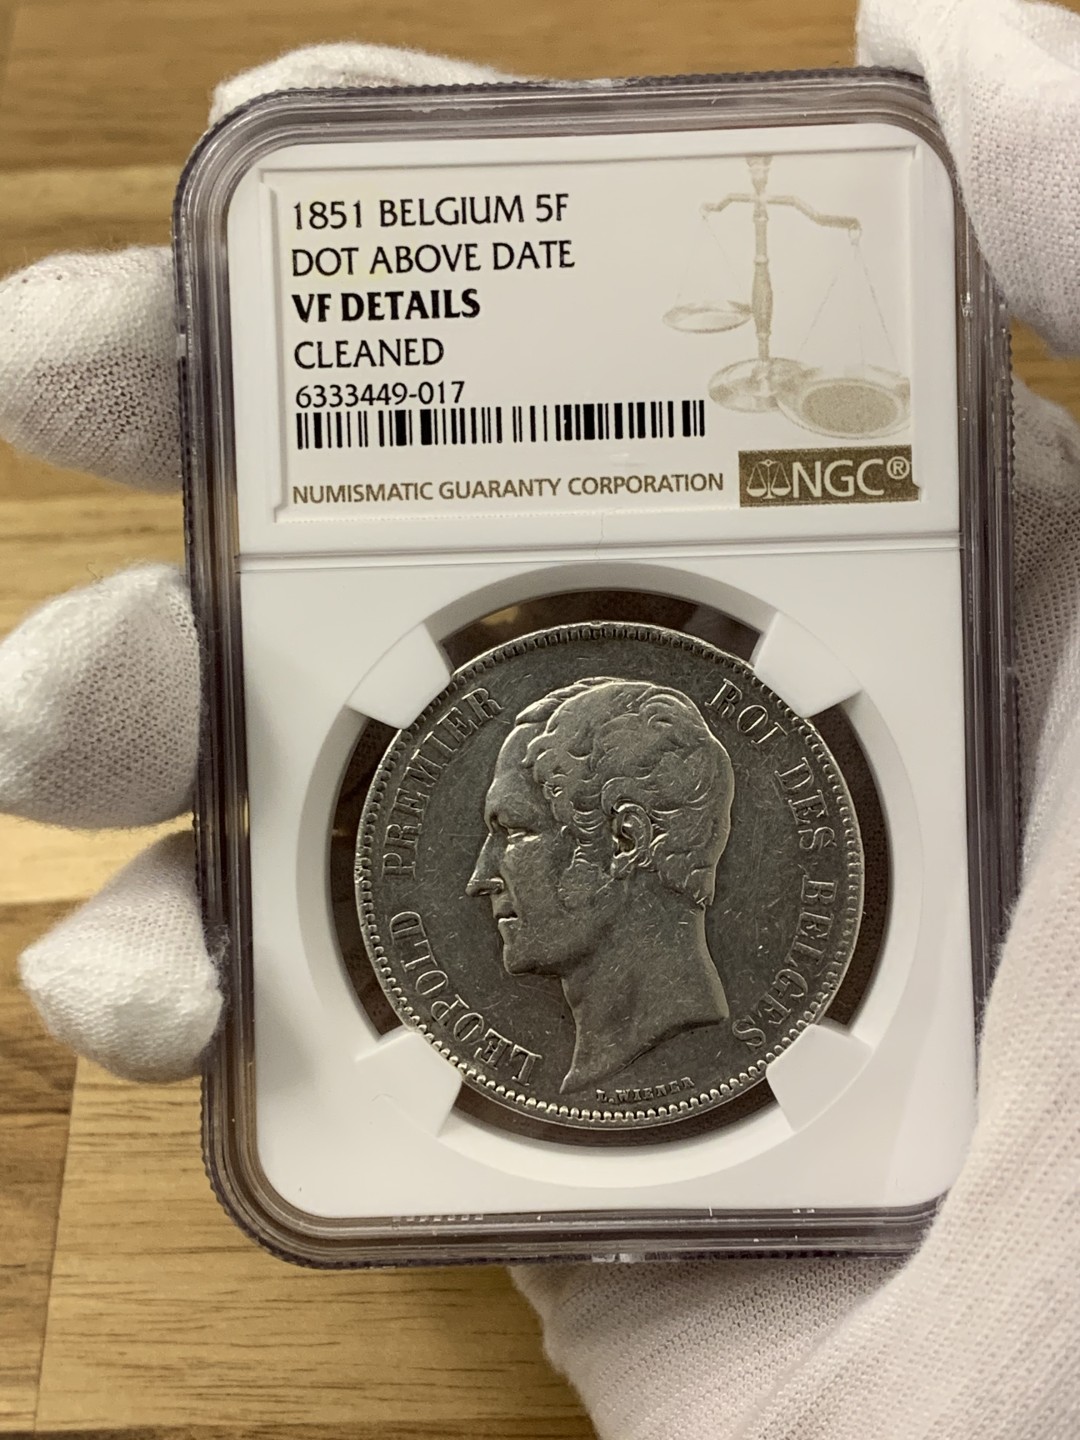 1851 BELGIUM 5F
DOT ABOVE DATE
VF DETAILS
CLEANED
6333449-017
NUMISMATIC GUARANTY CORPORATION
NGC®
LEOPOLD PREMIER
ROI DES BELGES
L. WIENER